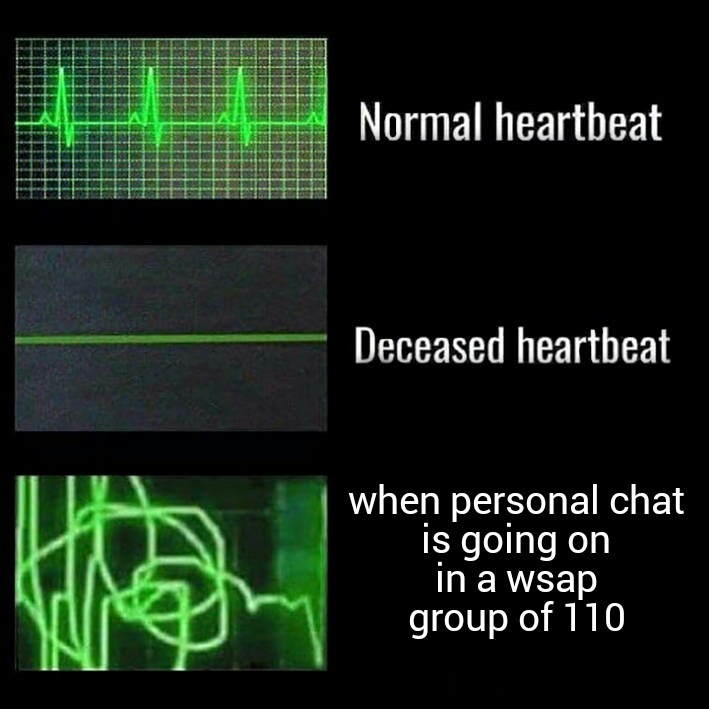 Normal heartbeat
Deceased heartbeat
when personal chat
is going on
in a wsap
group of 110